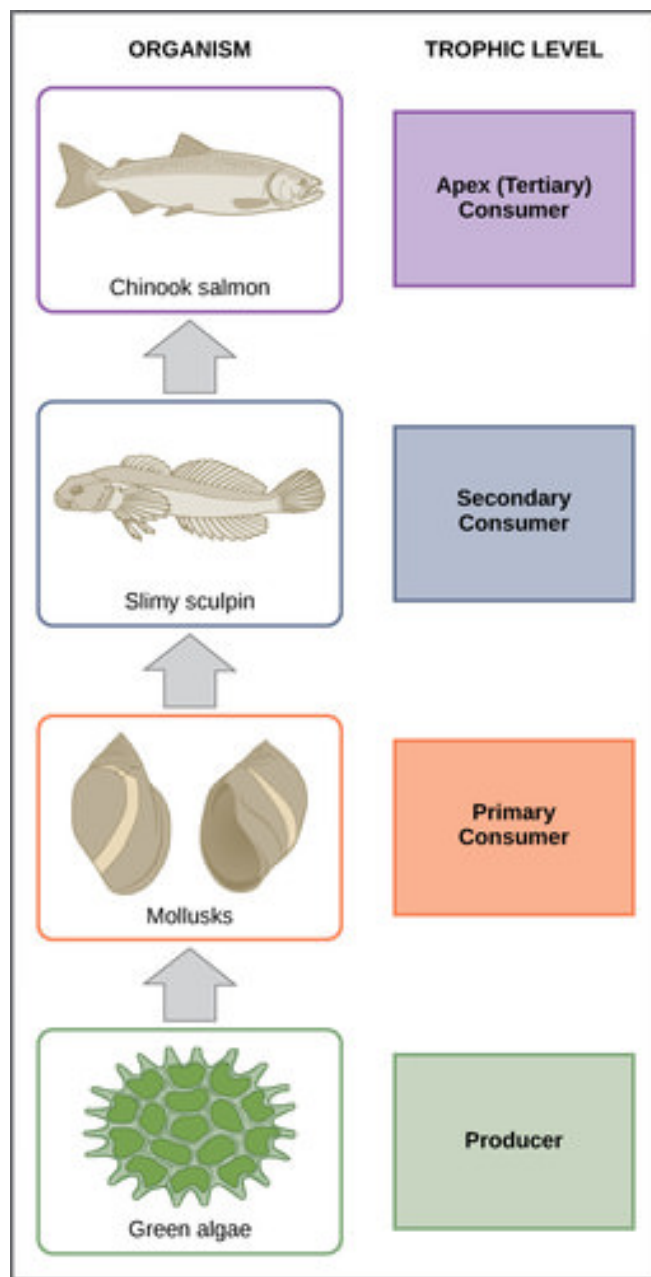 ORGANISM
TROPHIC LEVEL
Chinook salmon
Apex (Tertiary)
Consumer
Slimy sculpin
Secondary
Consumer
Mollusks
Primary
Consumer
Green algae
Producer